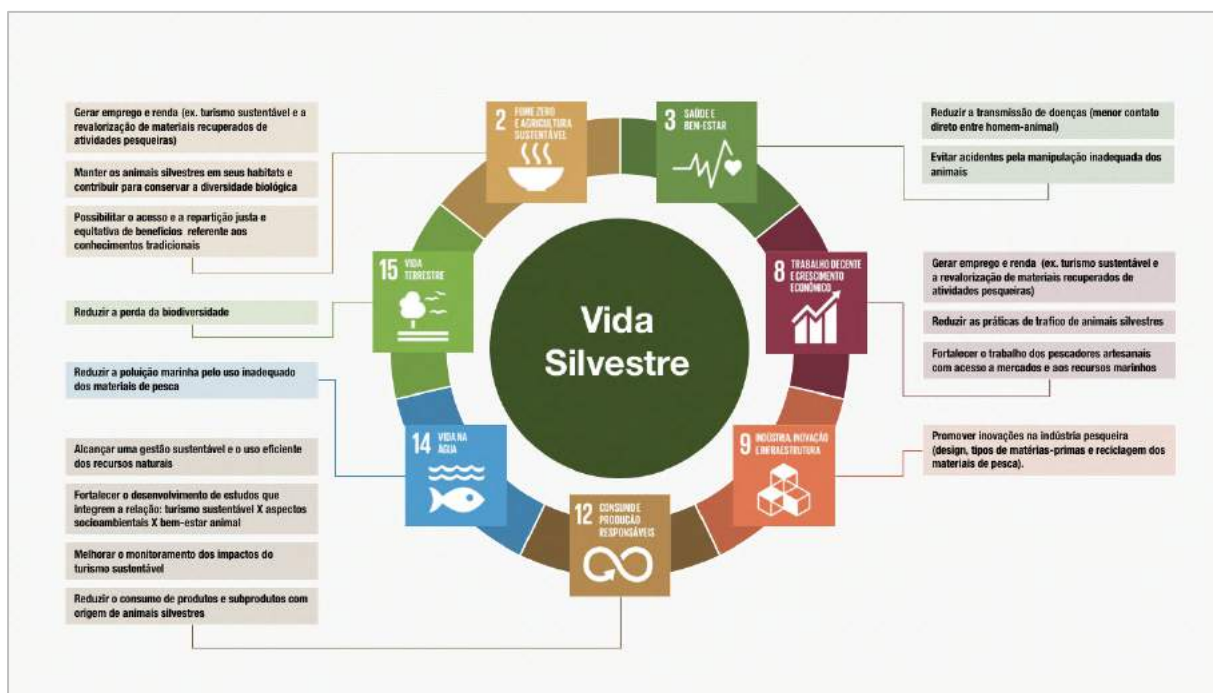 Gerar emprego e renda (ex. turismo sustentável e a
revalorização de materiais recuperados de
atividades pesqueiras)
Manter os animais silvestres em seus habitats e
contribuir para conservar a diversidade biológica
Possibilitar o acesso e a repartição justa e
equitativa de benefícios referente aos
conhecimentos tradicionais
Reduzir a perda da biodiversidade
Reduzir a poluição marinha pelo uso inadequado
dos materiais de pesca
Alcançar uma gestão sustentável e o uso eficiente
dos recursos naturais
Fortalecer o desenvolvimento de estudos que
integrem a relação: turismo sustentável X aspectos
socioambientais X bem-estar animal
Melhorar o monitoramento dos impactos do
turismo sustentável
Reduzir o consumo de produtos e subprodutos com
origem de animais silvestres
2 FOME ZERO
E AGRICULTURA
SUSTENTÁVEL
3 SAÚDE E
BEM-ESTAR
15 VIDA
TERRESTRE
8 TRABALHO DECENTE
E CRESCIMENTO
ECONÔMICO
Vida
Silvestre
14 VIDA NA
ÁGUA
9 INDÚSTRIA, INOVAÇÃO
E INFRAESTRUTURA
12 CONSUMO E
PRODUÇÃO
RESPONSÁVEIS
Reduzir a transmissão de doenças (menor contato
direto entre homem-animal)
Evitar acidentes pela manipulação inadequada dos
animais
Gerar emprego e renda (ex. turismo sustentável e
a revalorização de materiais recuperados de
atividades pesqueiras)
Reduzir as práticas de trafico de animais silvestres
Fortalecer o trabalho dos pescadores artesanais
com acesso a mercados e aos recursos marinhos
Promover inovações na indústria pesqueira
(design, tipos de matérias-primas e reciclagem dos
materiais de pesca).